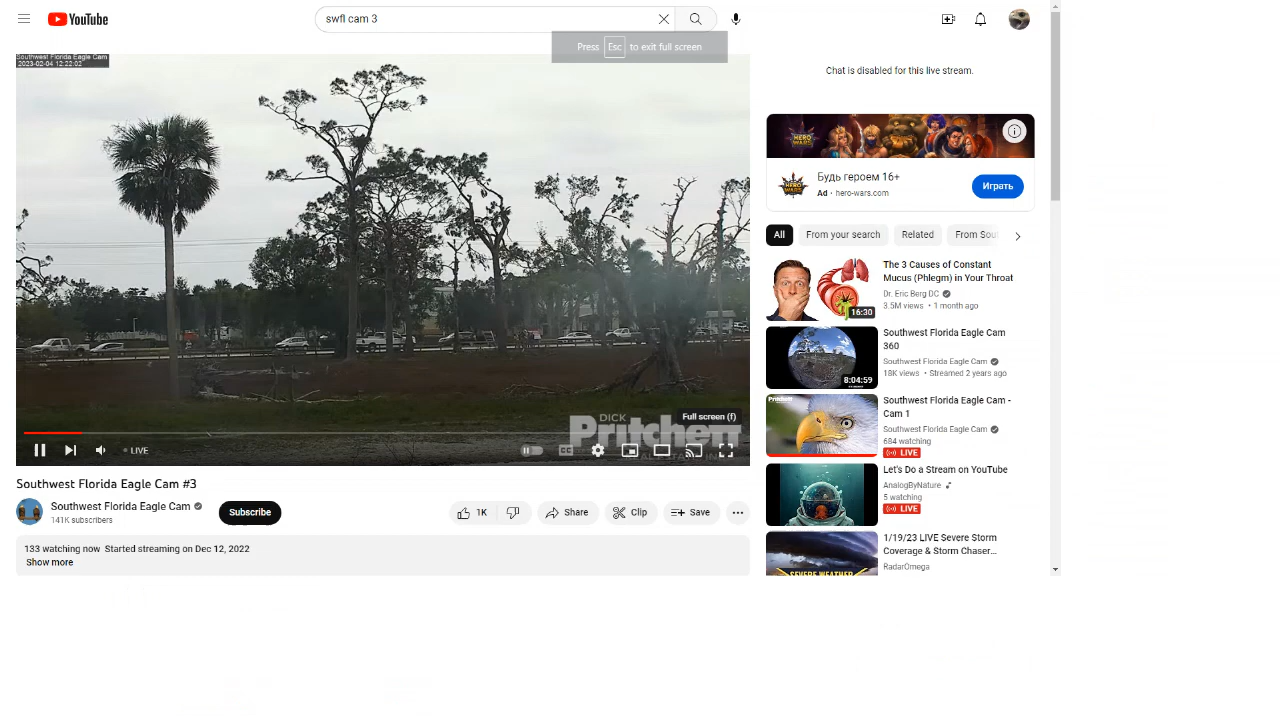 YouTube
swfl cam 3
Press Esc to exit full screen
Southwest Florida Eagle Cam
2023-02-04 12:22:02
Full screen (f)
DICK
Pritchett
LIVE
Southwest Florida Eagle Cam #3
Southwest Florida Eagle Cam
141K subscribers
Subscribe
1K
Share
Clip
Save
133 watching now Started streaming on Dec 12, 2022
Show more
Chat is disabled for this live stream.
HERO WARS
Будь героем 16+
Ad · hero-wars.com
HERO WARS
Играть
All
From your search
Related
From Sou
The 3 Causes of Constant
Mucus (Phlegm) in Your Throat
Dr. Eric Berg DC
3.5M views • 1 month ago
16:30
Southwest Florida Eagle Cam
360
Southwest Florida Eagle Cam
18K views • Streamed 2 years ago
8:04:59
Pritchett
Southwest Florida Eagle Cam -
Cam 1
Southwest Florida Eagle Cam
684 watching
LIVE
Let's Do a Stream on YouTube
AnalogByNature
5 watching
LIVE
1/19/23 LIVE Severe Storm
Coverage & Storm Chaser...
RadarOmega
SEVERE WEATHER